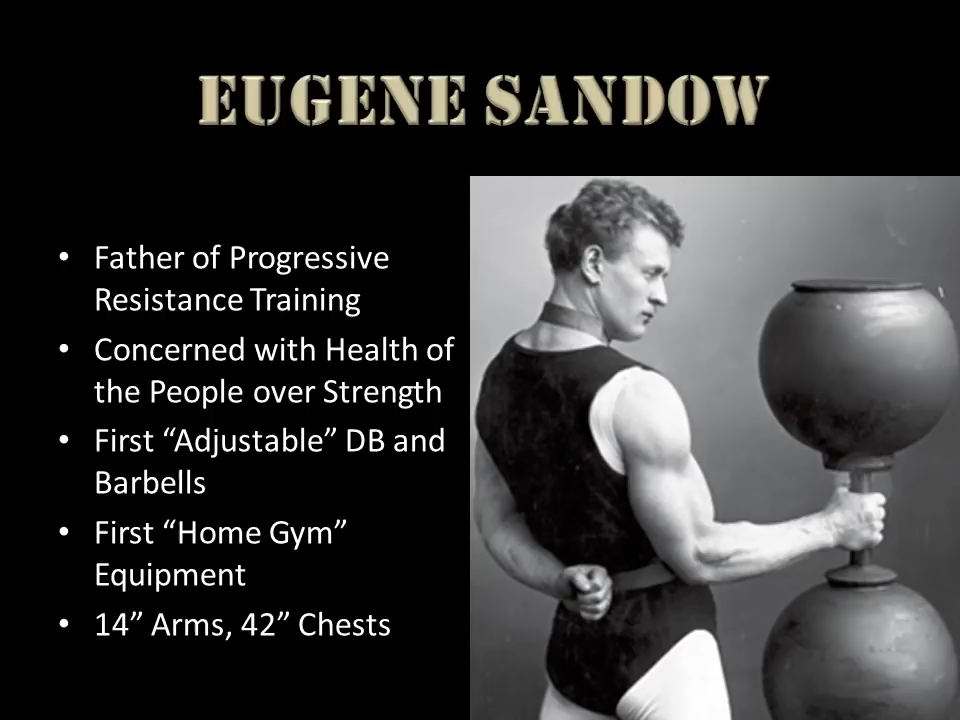 EUGENE SANDOW
• Father of Progressive
Resistance Training
• Concerned with Health of
the People over Strength
• First “Adjustable” DB and
Barbells
• First “Home Gym”
Equipment
• 14” Arms, 42” Chests